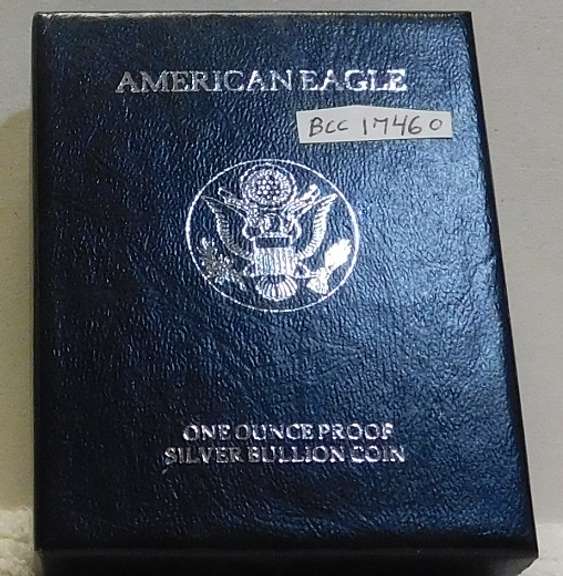 AMERICAN EAGLE
BCC 17460
ONE OUNCE PROOF
SILVER BULLION COIN